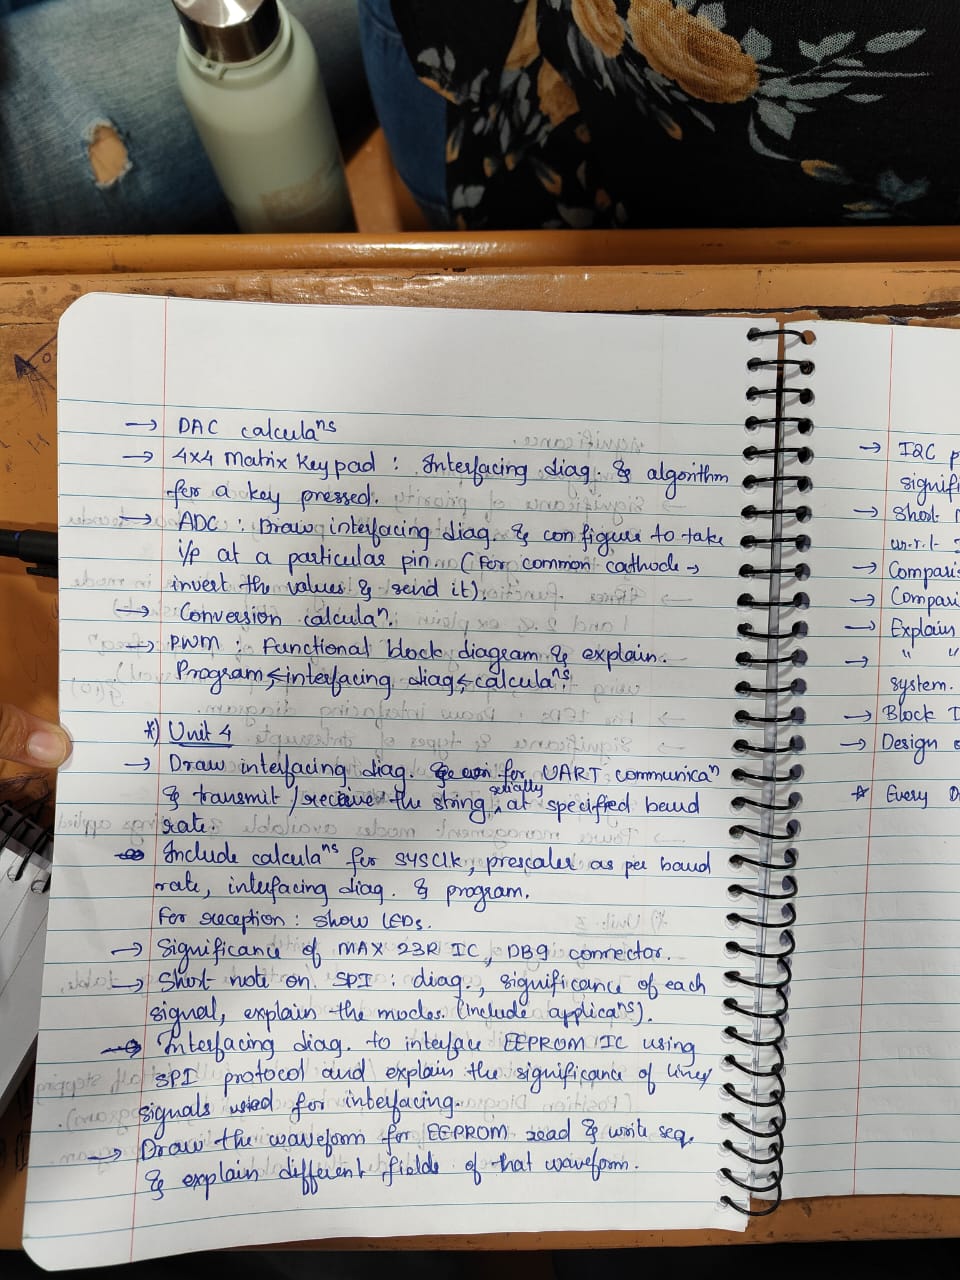 → DAC calculaⁿˢ
→ 4x4 Matrix Keypad : Interfacing diag. & algorithm
for a key pressed.
→ ADC : Draw interfacing diag. & configure to take
i/p at a particular pin (For common cathode →
invert the values & send it).
→ Conversion calculaⁿ.
→ PWM : Functional block diagram & explain.
Program, interfacing diag, calculaⁿˢ.
*) Unit 4
→ Draw interfacing diag. for UART communicaⁿ
& transmit / receive the string serially at specified baud
rate.
→ Include calculaⁿˢ for SYSClk, prescaler as per baud
rate, interfacing diag. & program.
For reception : show LEDs.
→ Significance of MAX 23R IC, DB9 connector.
→ Short note on SPI : diag., significance of each
signal, explain the modes. (include applicaⁿˢ).
→ Interfacing diag. to interface EEPROM IC using
SPI protocol and explain the significance of lines/
signals used for interfacing.
→ Draw the waveform for EEPROM read & write seq.
& explain different fields of that waveform.
→ I2C
signifi
→ Short
w.r.t
→ Compari
→ Compari
→ Explain
→ " "
system.
→ Block
→ Design
* Every